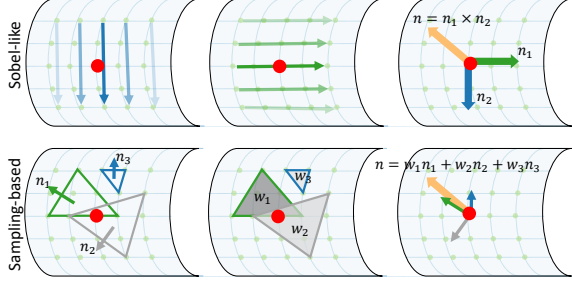 Sobel-like
n = n₁ × n₂
n₁
n₂
Sampling-based
n₁
n₂
n₃
w₁
w₂
w₃
n = w₁n₁ + w₂n₂ + w₃n₃